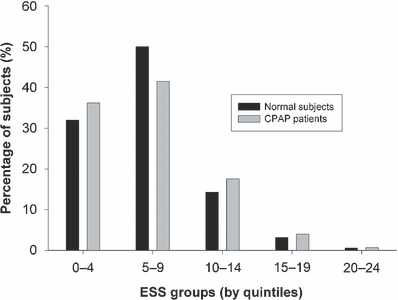 Percentage of subjects (%)
60
50
40
30
20
10
0
Normal subjects
CPAP patients
0–4 5–9 10–14 15–19 20–24
ESS groups (by quintiles)